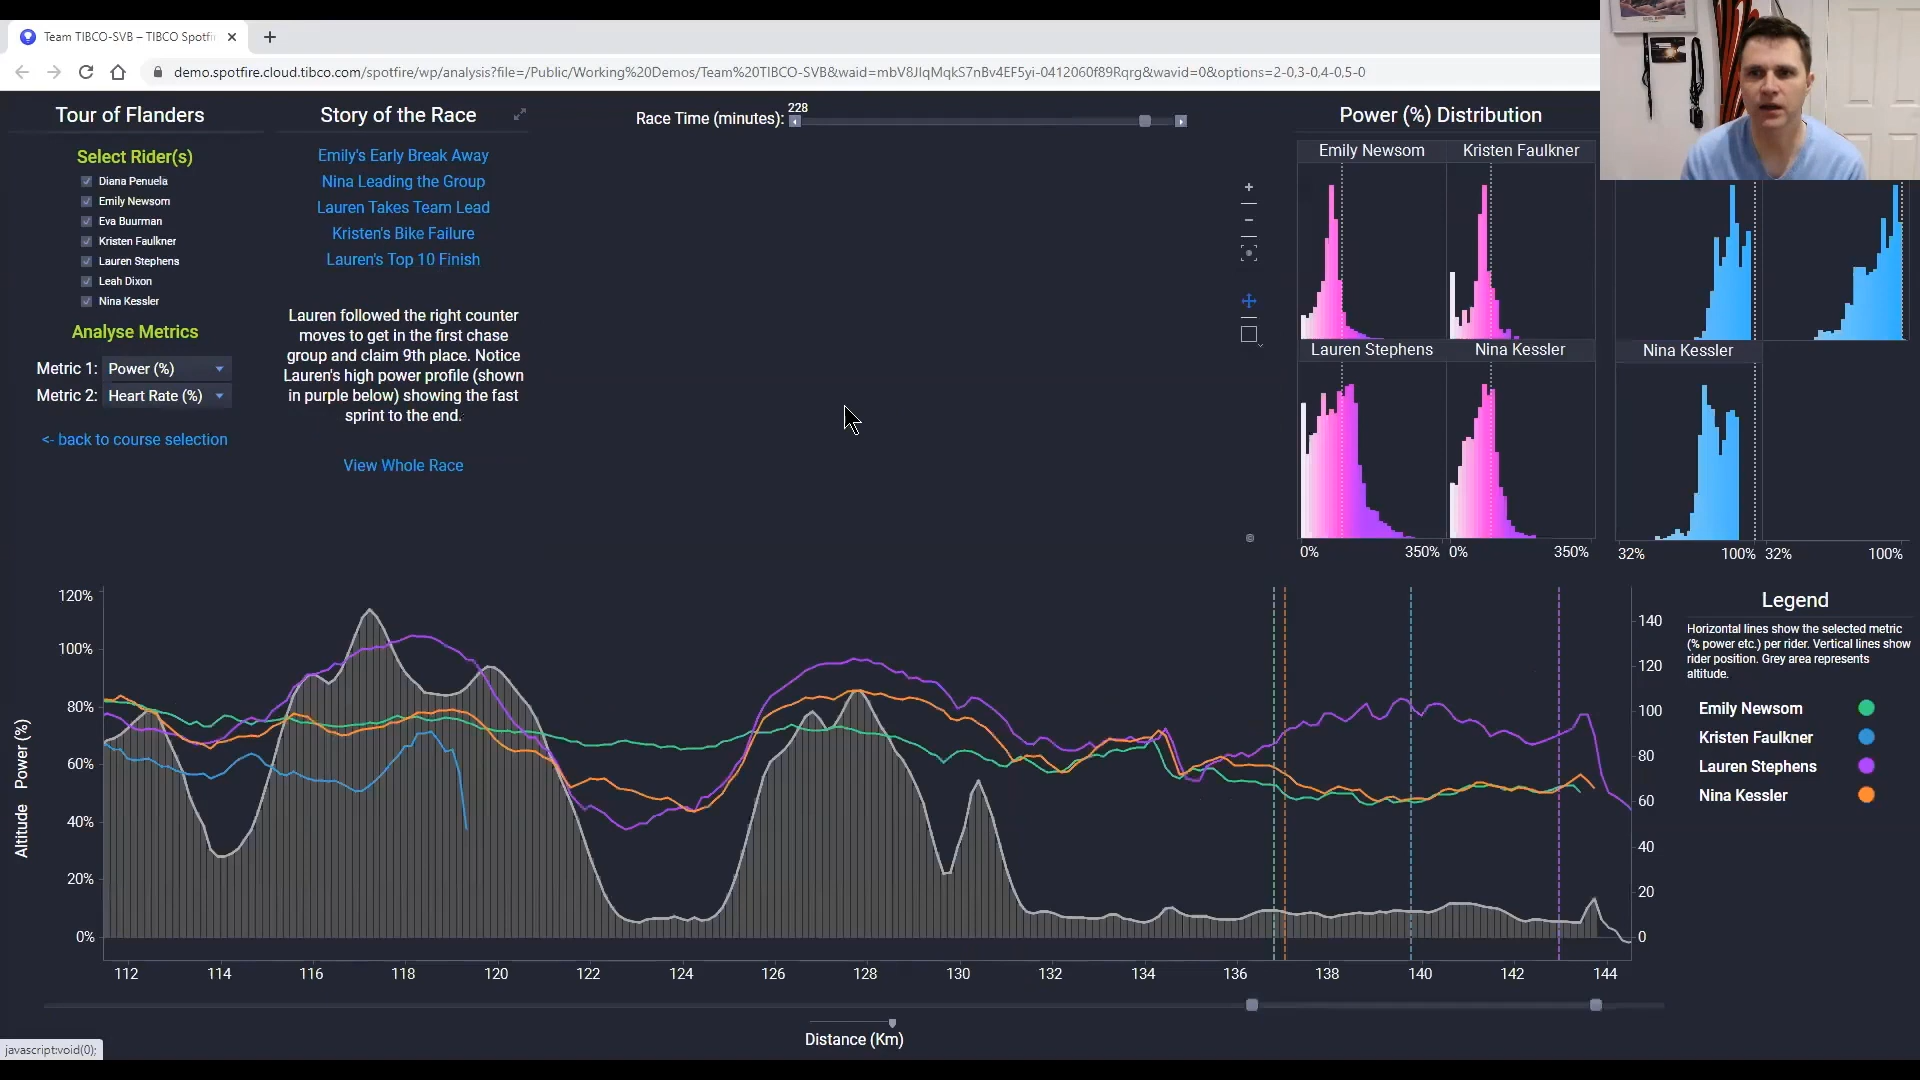 Team TIBCO-SVB – TIBCO Spotfi
demo.spotfire.cloud.tibco.com/spotfire/wp/analysis?file=/Public/Working%20Demos/Team%20TIBCO-SVB&waid=mbV8JIqMqkS7nBv4EF5yi-0412060f89Rqrg&wavid=0&options=2-0,3-0,4-0,5-0
Tour of Flanders
Select Rider(s)
Diana Penuela
Emily Newsom
Eva Buurman
Kristen Faulkner
Lauren Stephens
Leah Dixon
Nina Kessler
Analyse Metrics
Metric 1: Power (%)
Metric 2: Heart Rate (%)
<- back to course selection
Story of the Race
Emily's Early Break Away
Nina Leading the Group
Lauren Takes Team Lead
Kristen's Bike Failure
Lauren's Top 10 Finish
Lauren followed the right counter
moves to get in the first chase
group and claim 9th place. Notice
Lauren's high power profile (shown
in purple below) showing the fast
sprint to the end.
View Whole Race
Race Time (minutes): 228
Power (%) Distribution
Emily Newsom Kristen Faulkner
Lauren Stephens Nina Kessler
Nina Kessler
0% 350% 0% 350%
32% 100% 32% 100%
120%
100%
80%
60%
40%
20%
0%
Altitude Power (%)
140
120
100
80
60
40
20
0
112 114 116 118 120 122 124 126 128 130 132 134 136 138 140 142 144
Distance (Km)
Legend
Horizontal lines show the selected metric
(% power etc.) per rider. Vertical lines show
rider position. Grey area represents
altitude.
Emily Newsom
Kristen Faulkner
Lauren Stephens
Nina Kessler
javascript:void(0);